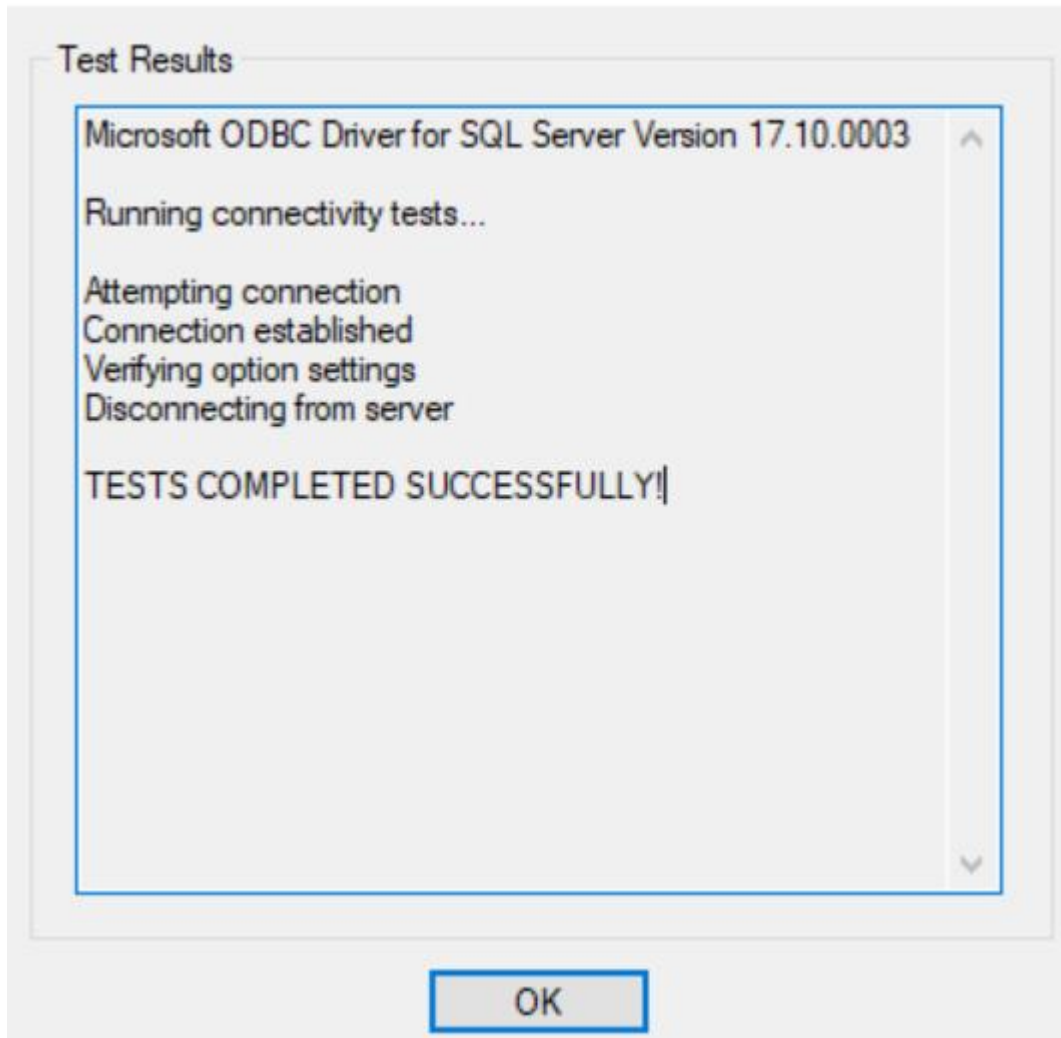 Test Results
Microsoft ODBC Driver for SQL Server Version 17.10.0003
Running connectivity tests...
Attempting connection
Connection established
Verifying option settings
Disconnecting from server
TESTS COMPLETED SUCCESSFULLY!
OK